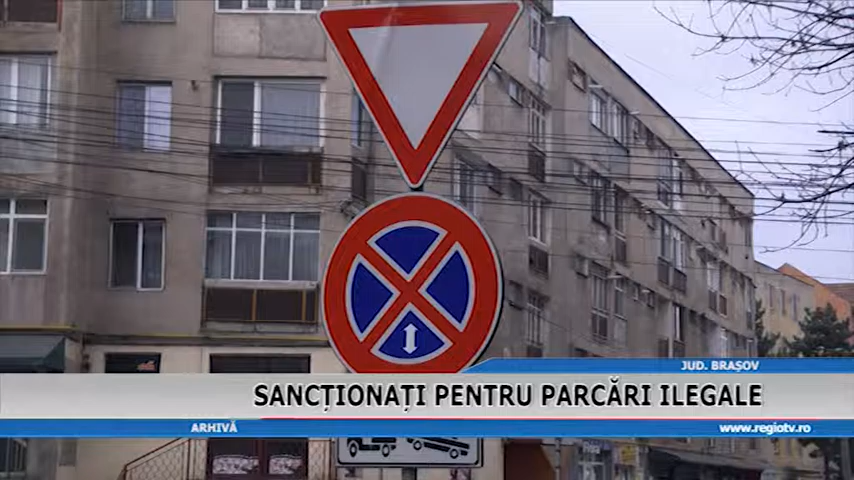 JUD. BRAȘOV
SANCȚIONAȚI PENTRU PARCĂRI ILEGALE
ARHIVĂ
www.regiotv.ro